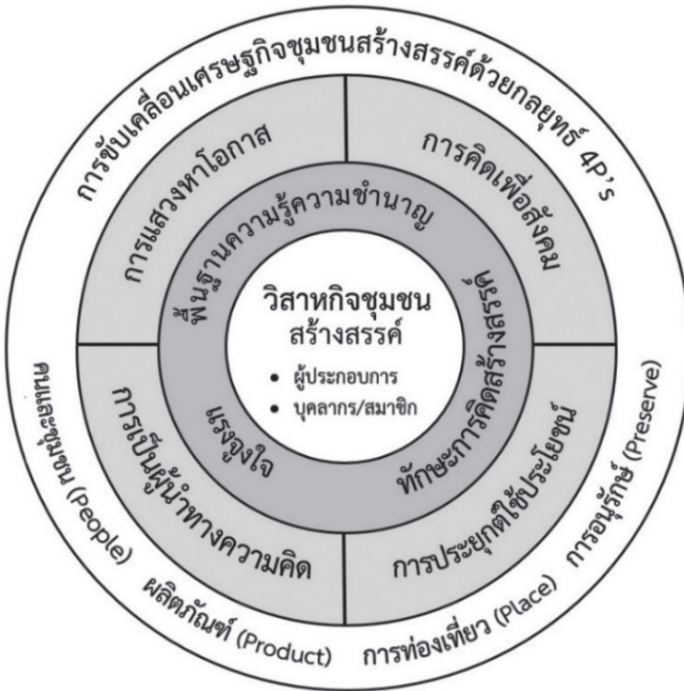 การขับเคลื่อนเศรษฐกิจชุมชนสร้างสรรค์ด้วยกลยุทธ์ 4P's
การแสวงหาโอกาส
การคิดเพื่อสังคม
พื้นฐานความรู้ความชำนาญ
วิสาหกิจชุมชน
สร้างสรรค์
• ผู้ประกอบการ
• บุคลากร/สมาชิก
ทักษะการคิดสร้างสรรค์
แรงจูงใจ
การเป็นผู้นำทางความคิด
การประยุกต์ใช้ประโยชน์
คนและชุมชน (People)
ผลิตภัณฑ์ (Product)
การท่องเที่ยว (Place)
การอนุรักษ์ (Preserve)